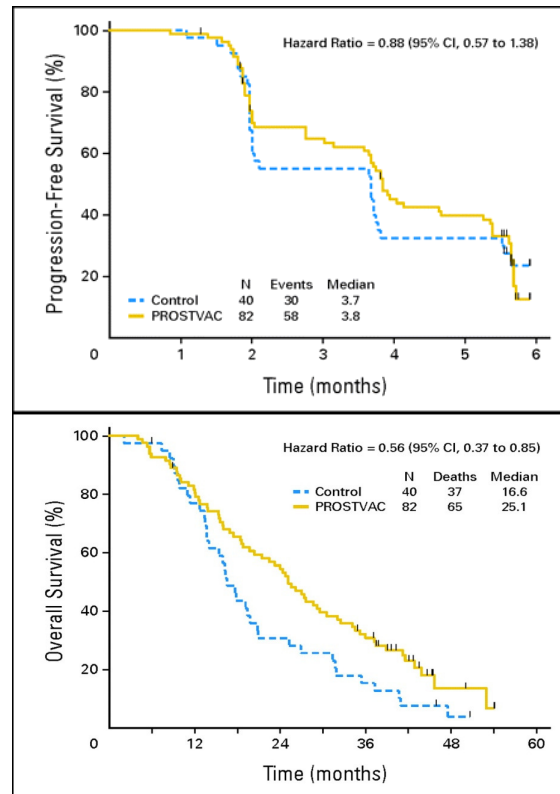 Hazard Ratio = 0.88 (95% CI, 0.57 to 1.38)
Progression-Free Survival (%)
100
80
60
40
20
0
N Events Median
Control 40 30 3.7
PROSTVAC 82 58 3.8
1 2 3 4 5 6
Time (months)
Hazard Ratio = 0.56 (95% CI, 0.37 to 0.85)
Overall Survival (%)
100
80
60
40
20
0
N Deaths Median
Control 40 37 16.6
PROSTVAC 82 65 25.1
12 24 36 48 60
Time (months)